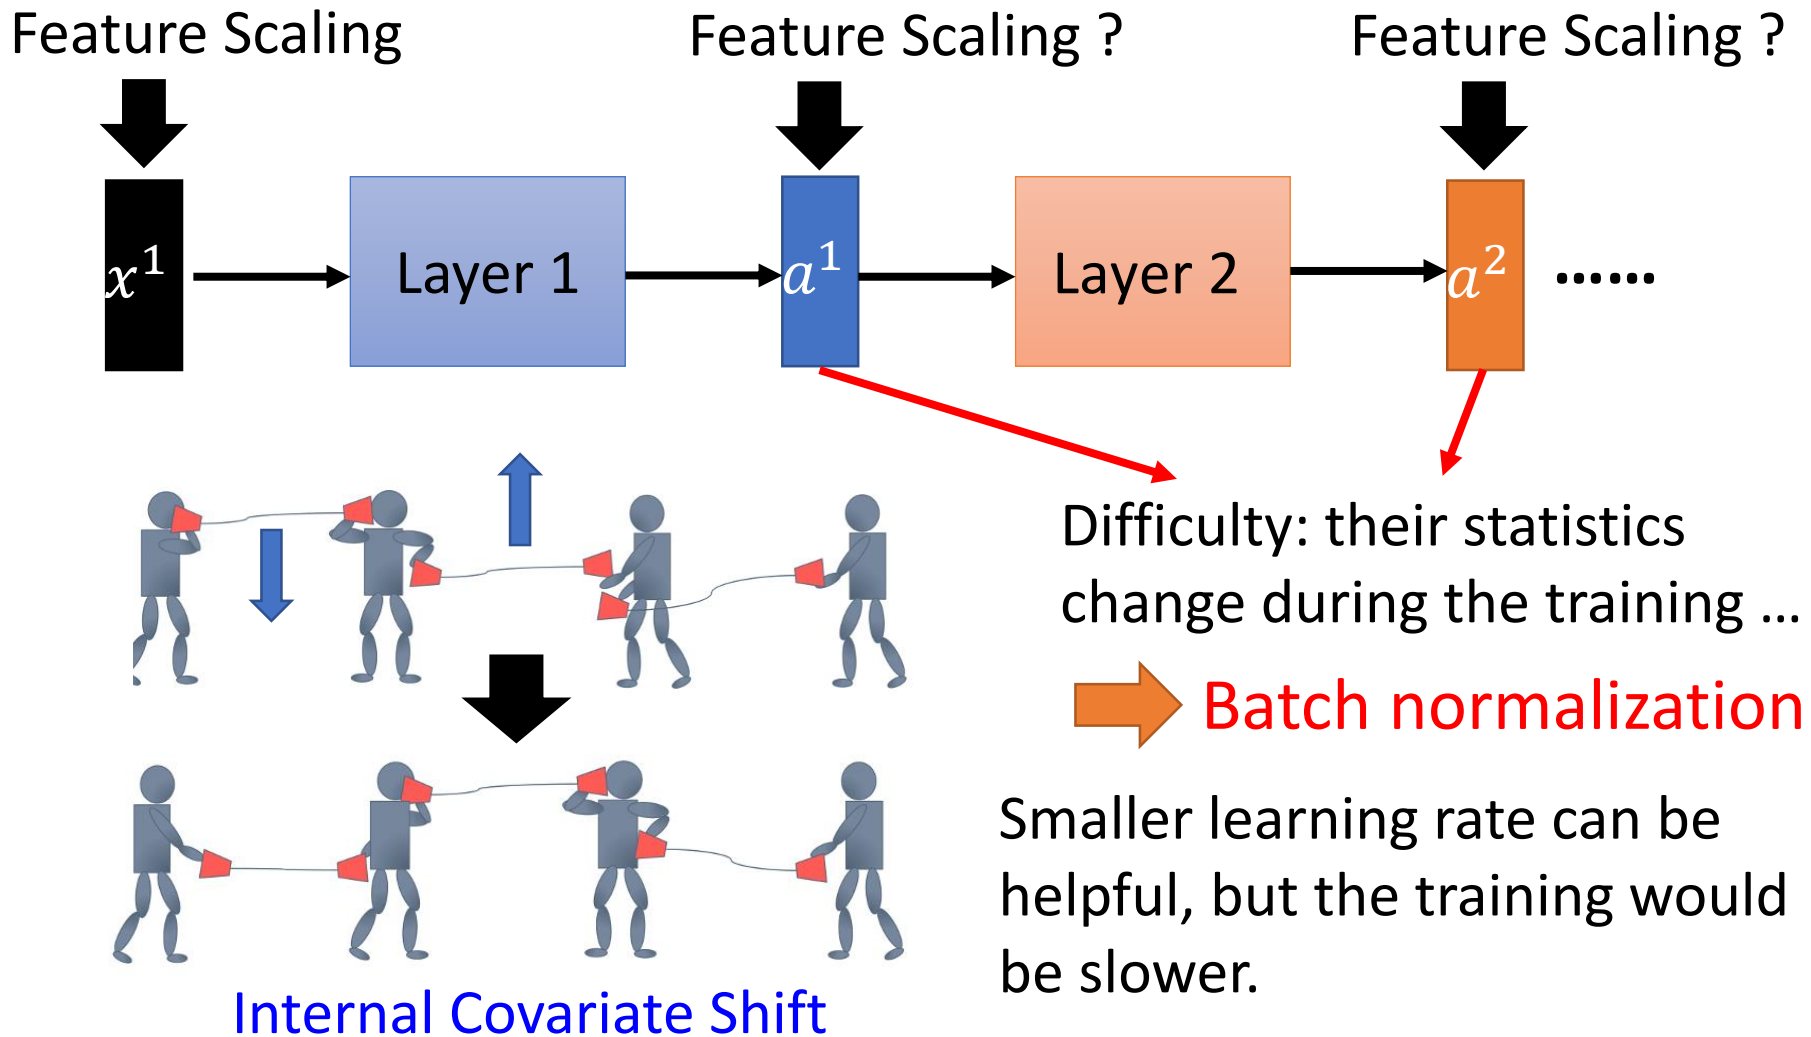 Feature Scaling
Feature Scaling ?
Feature Scaling ?
x¹
Layer 1
a¹
Layer 2
a²
……
Difficulty: their statistics
change during the training …
Batch normalization
Smaller learning rate can be
helpful, but the training would
be slower.
Internal Covariate Shift